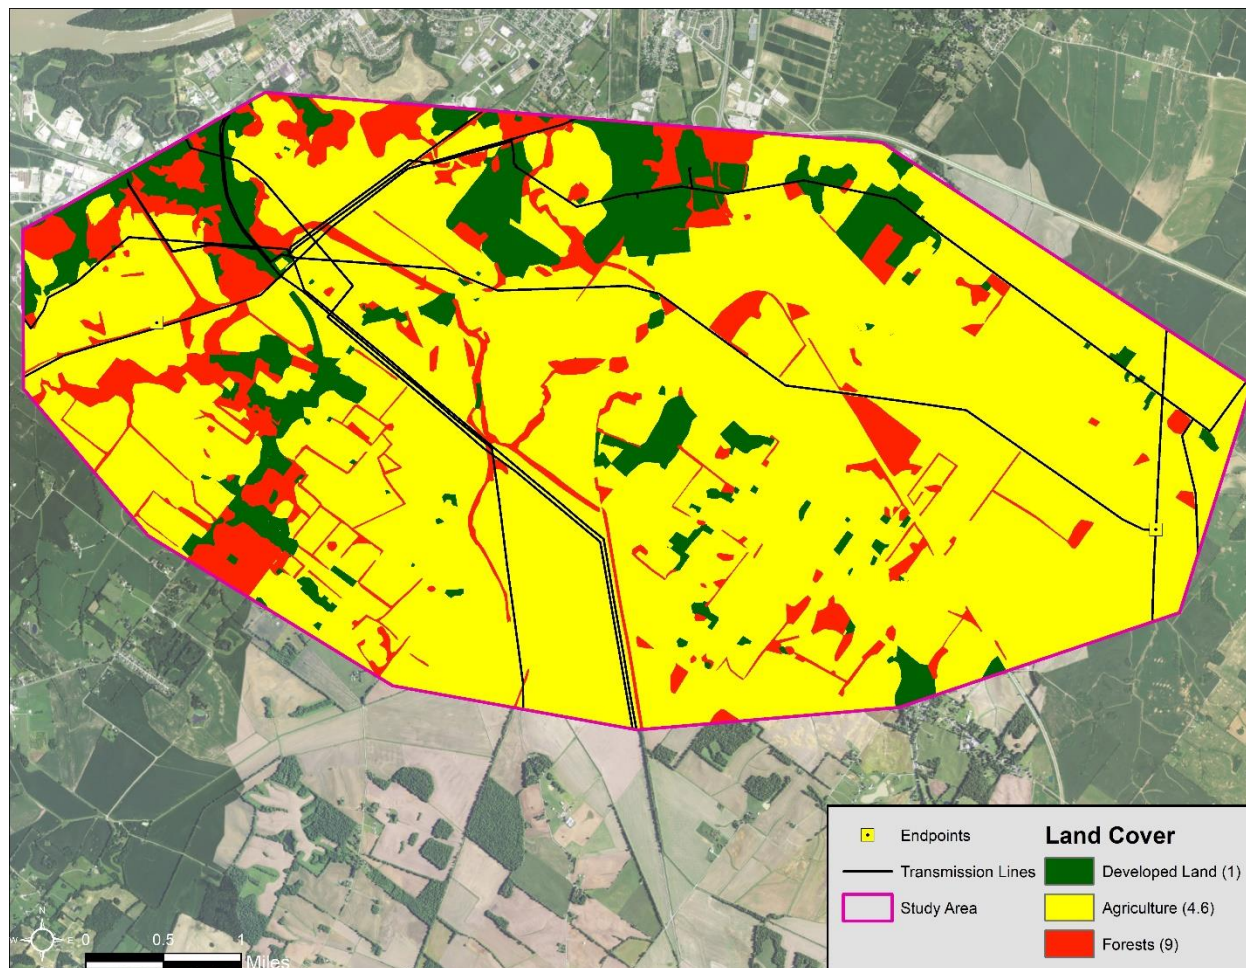 Endpoints
Transmission Lines
Study Area
Land Cover
Developed Land (1)
Agriculture (4.6)
Forests (9)
N
W E
S
0 0.5 1
Miles